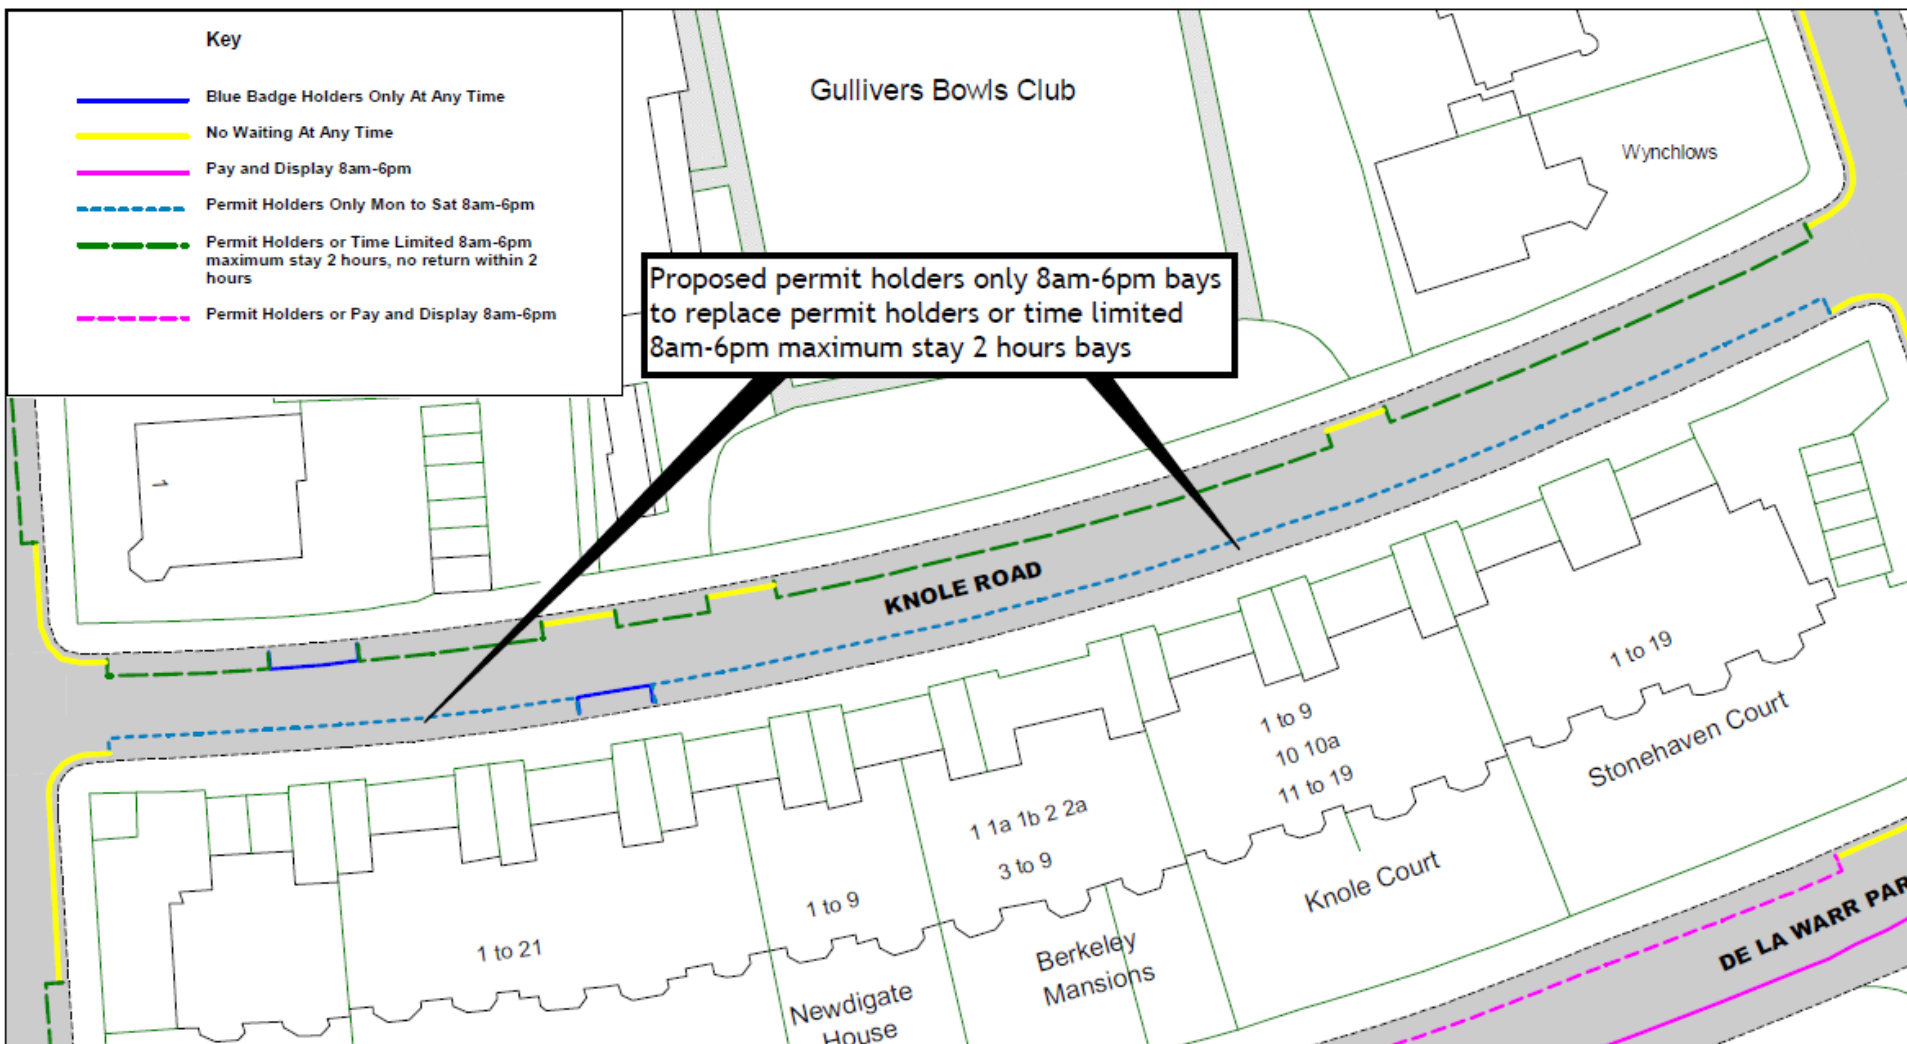 Key
Blue Badge Holders Only At Any Time
No Waiting At Any Time
Pay and Display 8am-6pm
Permit Holders Only Mon to Sat 8am-6pm
Permit Holders or Time Limited 8am-6pm
maximum stay 2 hours, no return within 2
hours
Permit Holders or Pay and Display 8am-6pm
Gullivers Bowls Club
Wynchlows
Proposed permit holders only 8am-6pm bays
to replace permit holders or time limited
8am-6pm maximum stay 2 hours bays
1
KNOLE ROAD
1 to 19
Stonehaven Court
1 to 9
10 10a
11 to 19
Knole Court
1 1a 1b 2 2a
3 to 9
Berkeley
Mansions
1 to 9
Newdigate
House
1 to 21
DE LA WARR PAR